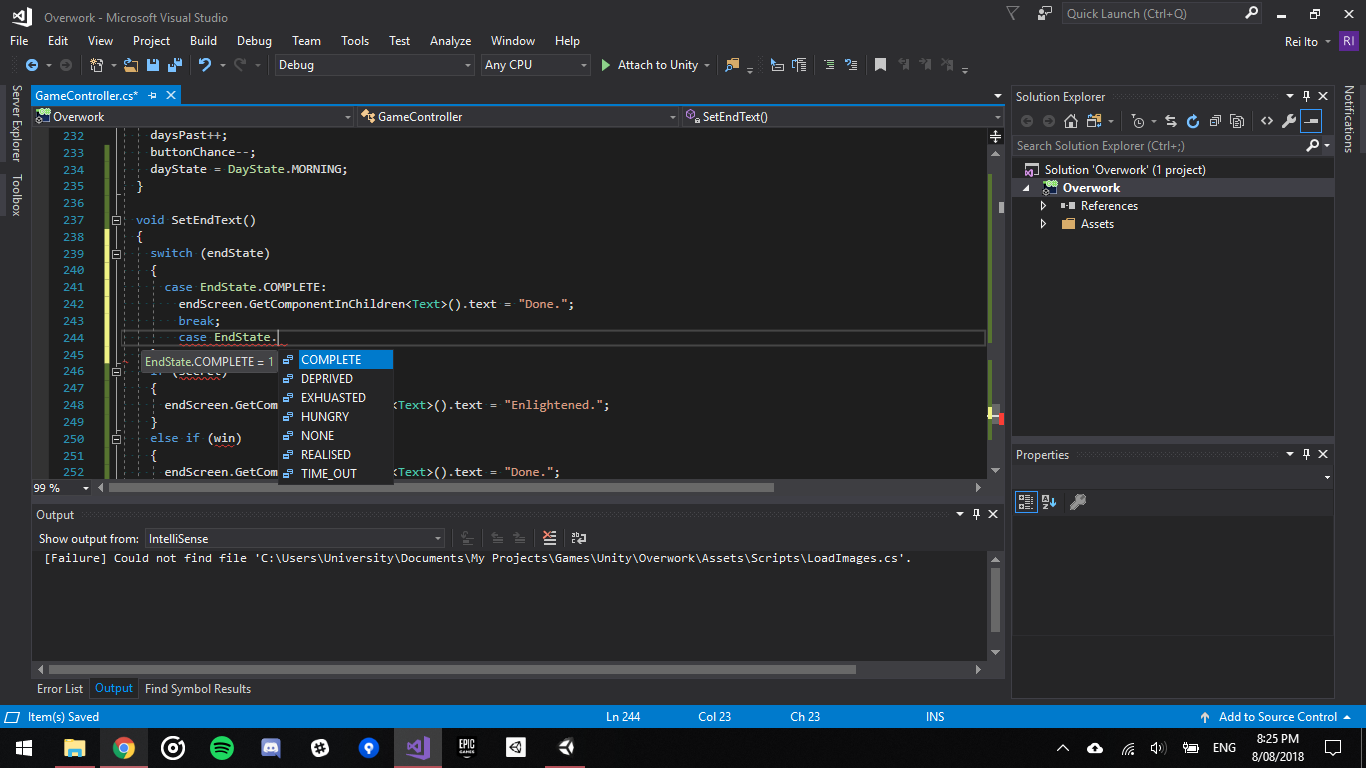 Overwork - Microsoft Visual Studio
Quick Launch (Ctrl+Q)
File Edit View Project Build Debug Team Tools Test Analyze Window Help
Rei Ito RI
Debug Any CPU Attach to Unity
Server Explorer
Toolbox
GameController.cs*
Overwork GameController SetEndText()
232 daysPast++;
233 buttonChance--;
234 dayState = DayState.MORNING;
235 }
236
237 void SetEndText()
238 {
239 switch (endState)
240 {
241 case EndState.COMPLETE:
242 endScreen.GetComponentInChildren<Text>().text = "Done.";
243 break;
244 case EndState.
245
EndState.COMPLETE = 1
COMPLETE
DEPRIVED
EXHUASTED
HUNGRY
NONE
REALISED
TIME_OUT
246 if (secret)
247 {
248 endScreen.GetCom <Text>().text = "Enlightened.";
249 }
250 else if (win)
251 {
252 endScreen.GetCom <Text>().text = "Done.";
99 %
Output
Show output from: IntelliSense
[Failure] Could not find file 'C:\Users\University\Documents\My Projects\Games\Unity\Overwork\Assets\Scripts\LoadImages.cs'.
Error List Output Find Symbol Results
Solution Explorer
Search Solution Explorer (Ctrl+;)
Solution 'Overwork' (1 project)
Overwork
References
Assets
Properties
Notifications
Item(s) Saved Ln 244 Col 23 Ch 23 INS Add to Source Control
EPIC GAMES
ENG
8:25 PM
8/08/2018